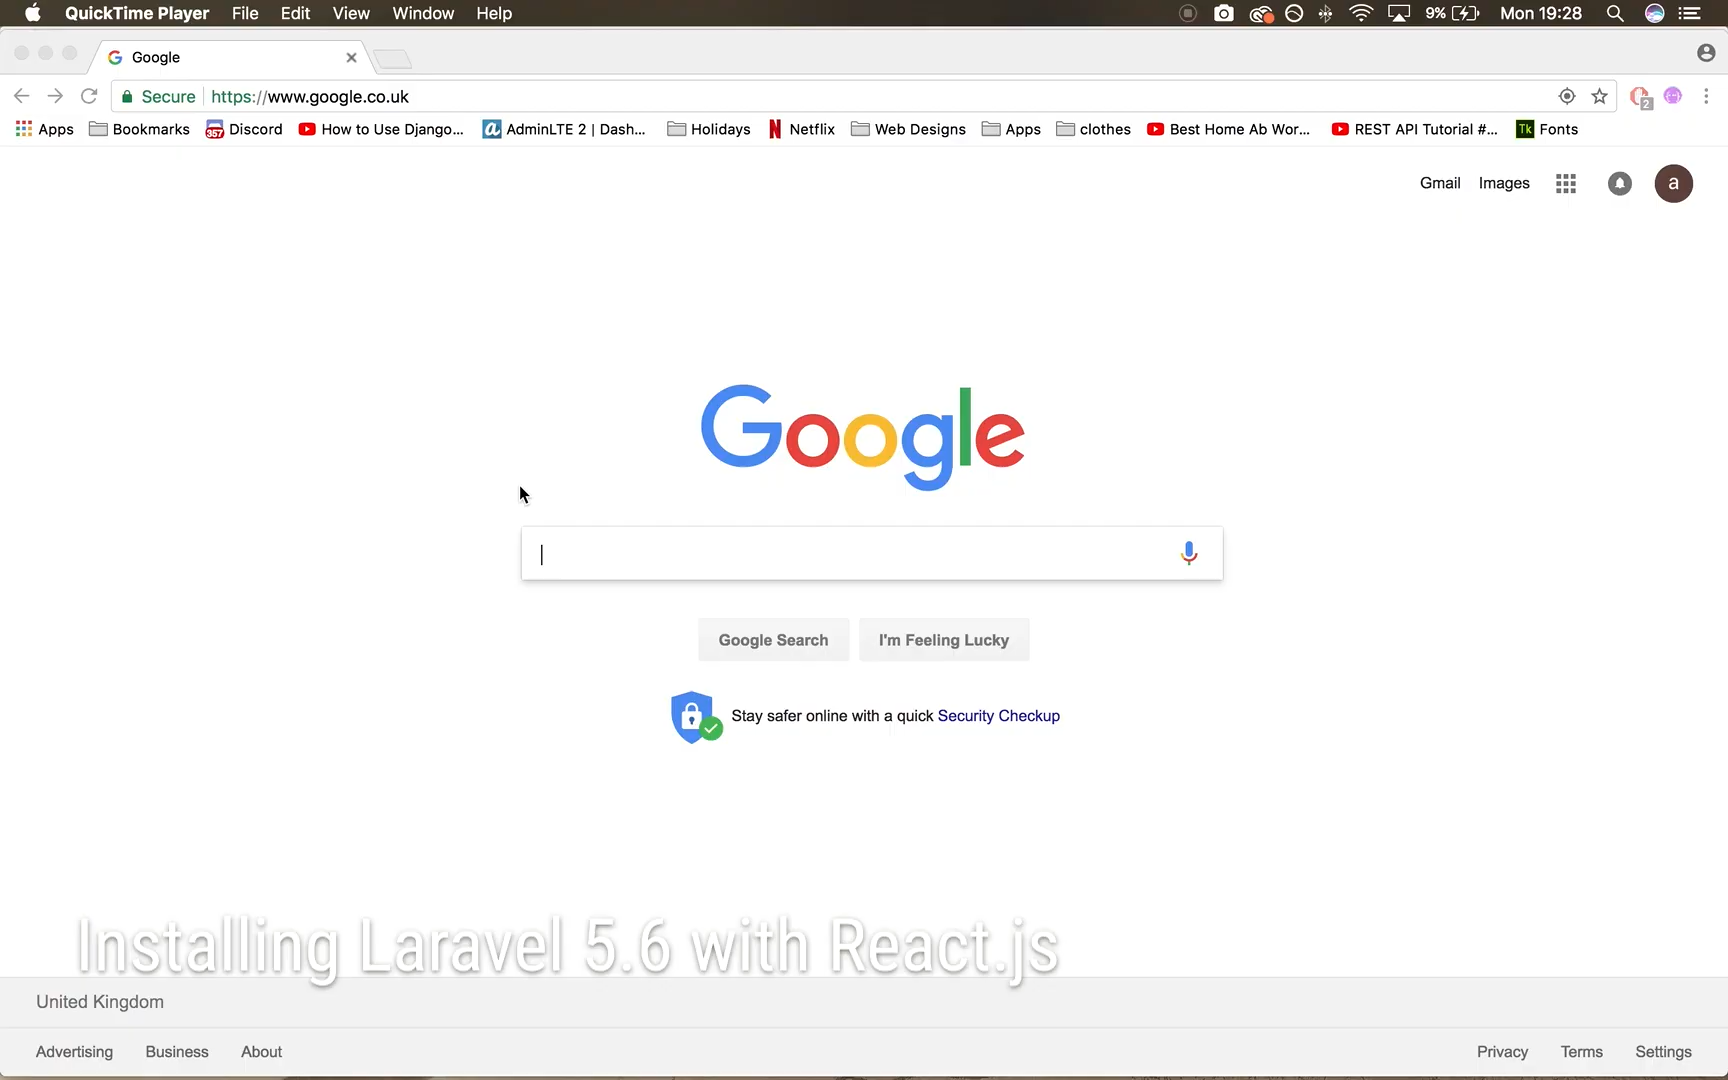 QuickTime Player File Edit View Window Help 9% Mon 19:28
Google
Secure https://www.google.co.uk 2
Apps Bookmarks 357 Discord How to Use Django... a AdminLTE 2 | Dash... Holidays N Netflix Web Designs Apps clothes Best Home Ab Wor... REST API Tutorial #... Tk Fonts
Gmail Images a
Google
Google Search I'm Feeling Lucky
Stay safer online with a quick Security Checkup
Installing Laravel 5.6 with React.js
United Kingdom
Advertising Business About Privacy Terms Settings